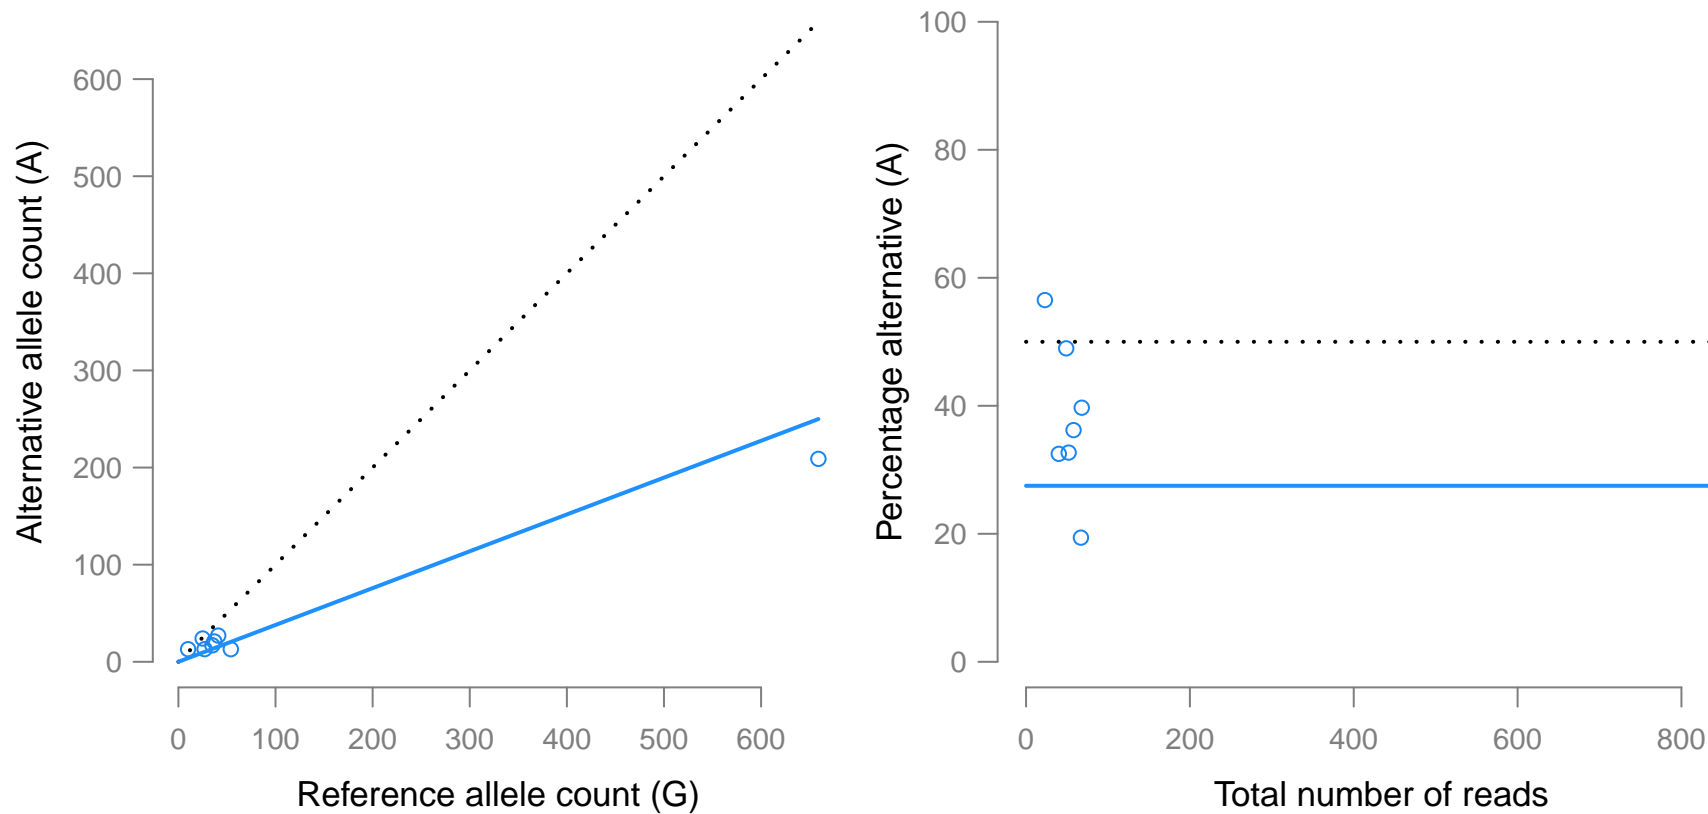 Alternative allele count (A)
600
500
400
300
200
100
0
0 100 200 300 400 500 600
Reference allele count (G)
Percentage alternative (A)
100
80
60
40
20
0
0 200 400 600 800
Total number of reads